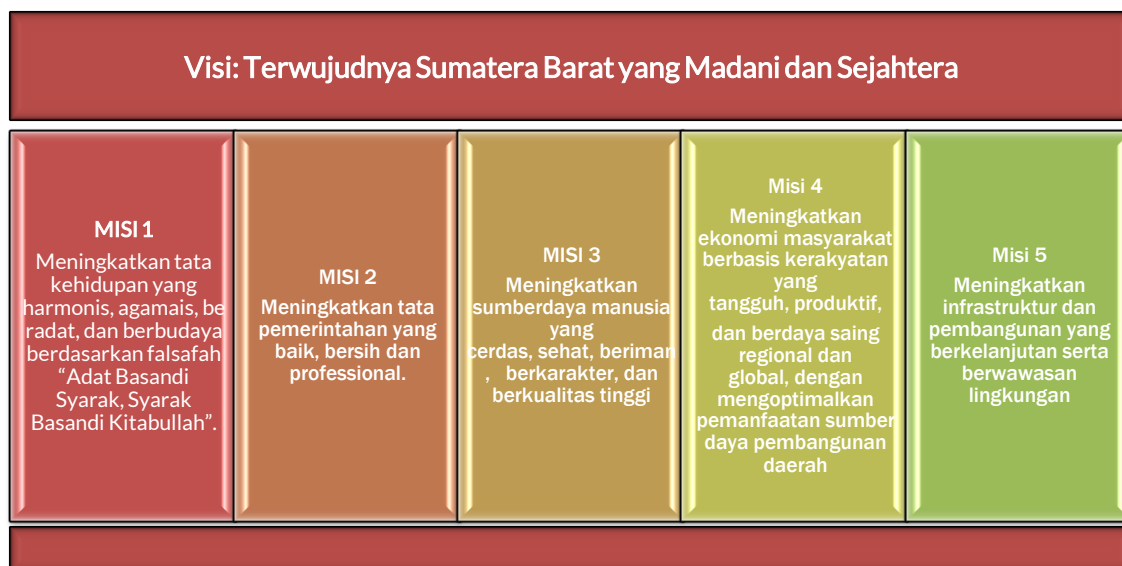 Visi: Terwujudnya Sumatera Barat yang Madani dan Sejahtera
MISI 1
Meningkatkan tata
kehidupan yang
harmonis, agamais, be
radat, dan berbudaya
berdasarkan falsafah
“Adat Basandi
Syarak, Syarak
Basandi Kitabullah”.
MISI 2
Meningkatkan tata
pemerintahan yang
baik, bersih dan
professional.
MISI 3
Meningkatkan
sumberdaya manusia
yang
cerdas, sehat, beriman
, berkarakter, dan
berkualitas tinggi
Misi 4
Meningkatkan
ekonomi masyarakat
berbasis kerakyatan
yang
tangguh, produktif,
dan berdaya saing
regional dan
global, dengan
mengoptimalkan
pemanfaatan sumber
daya pembangunan
daerah
Misi 5
Meningkatkan
infrastruktur dan
pembangunan yang
berkelanjutan serta
berwawasan
lingkungan